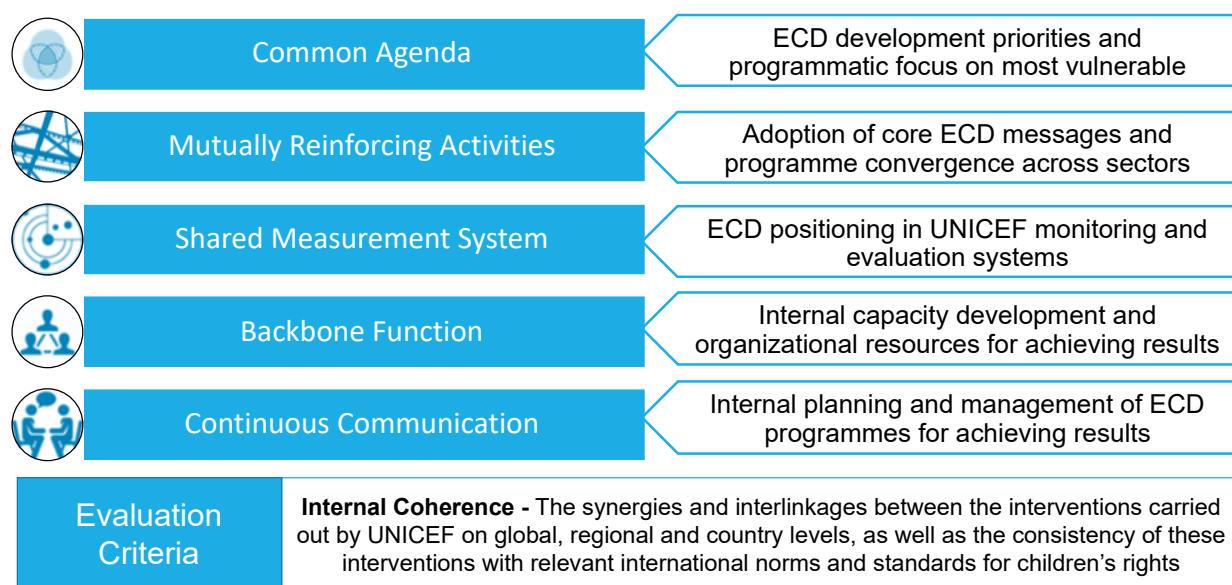 Common Agenda
ECD development priorities and
programmatic focus on most vulnerable
Mutually Reinforcing Activities
Adoption of core ECD messages and
programme convergence across sectors
Shared Measurement System
ECD positioning in UNICEF monitoring and
evaluation systems
Backbone Function
Internal capacity development and
organizational resources for achieving results
Continuous Communication
Internal planning and management of ECD
programmes for achieving results
Evaluation
Criteria
Internal Coherence - The synergies and interlinkages between the interventions carried
out by UNICEF on global, regional and country levels, as well as the consistency of these
interventions with relevant international norms and standards for children’s rights